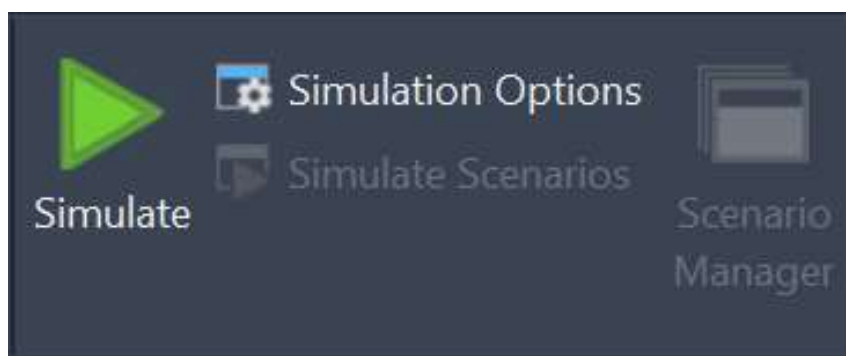 Simulate
Simulation Options
Simulate Scenarios
Scenario
Manager